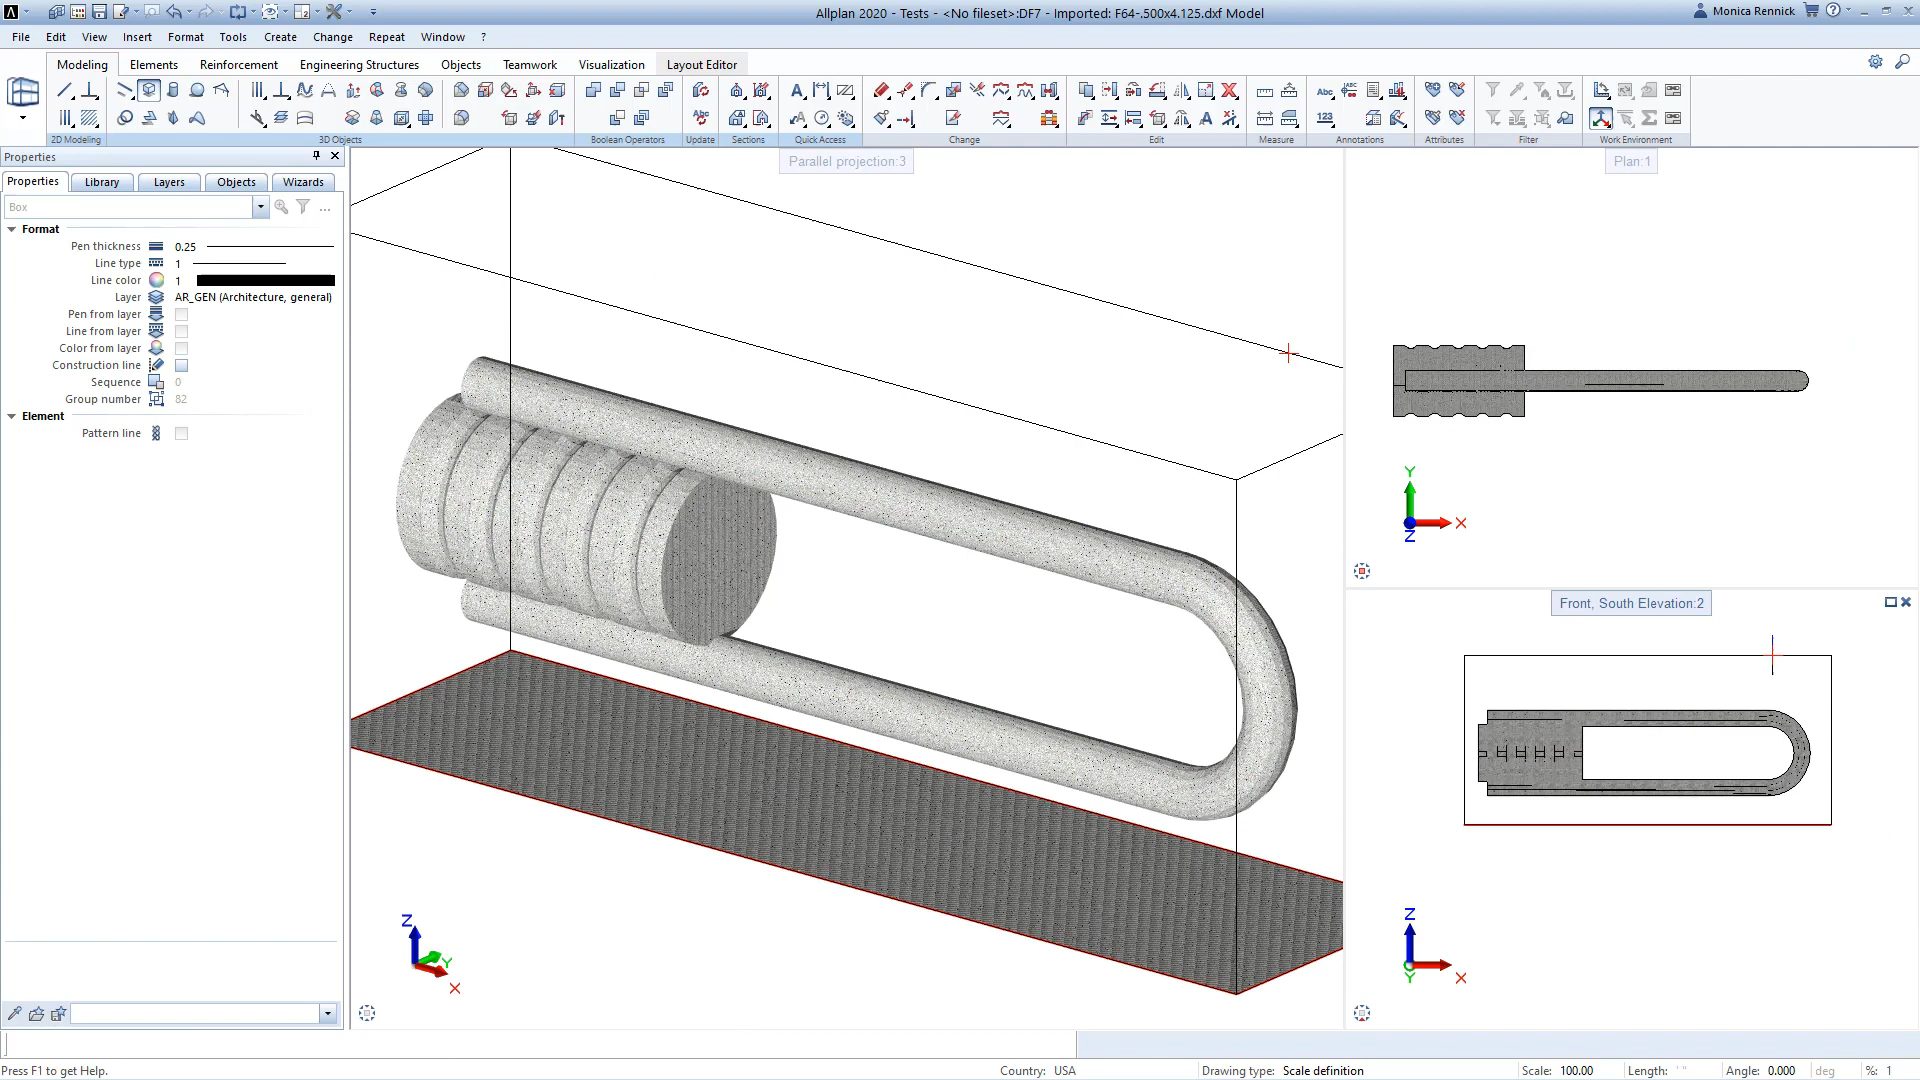 Allplan 2020 - Tests - <No fileset>:DF7 - Imported: F64-.500x4.125.dxf Model
Monica Rennick
File Edit View Insert Format Tools Create Change Repeat Window ?
Modeling Elements Reinforcement Engineering Structures Objects Teamwork Visualization Layout Editor
2D Modeling 3D Objects Boolean Operators Update Sections Quick Access Change Edit Measure Annotations Attributes Filter Work Environment
Properties
Properties Library Layers Objects Wizards
Box
Format
Pen thickness 0.25
Line type 1
Line color 1
Layer AR_GEN (Architecture, general)
Pen from layer
Line from layer
Color from layer
Construction line
Sequence 0
Group number 82
Element
Pattern line
Parallel projection:3
Z
Y
X
Plan:1
Y
X
Z
Front, South Elevation:2
Z
Y
X
Press F1 to get Help.
Country: USA
Drawing type: Scale definition
Scale: 100.00
Length: ' "
Angle: 0.000 deg
%: 1